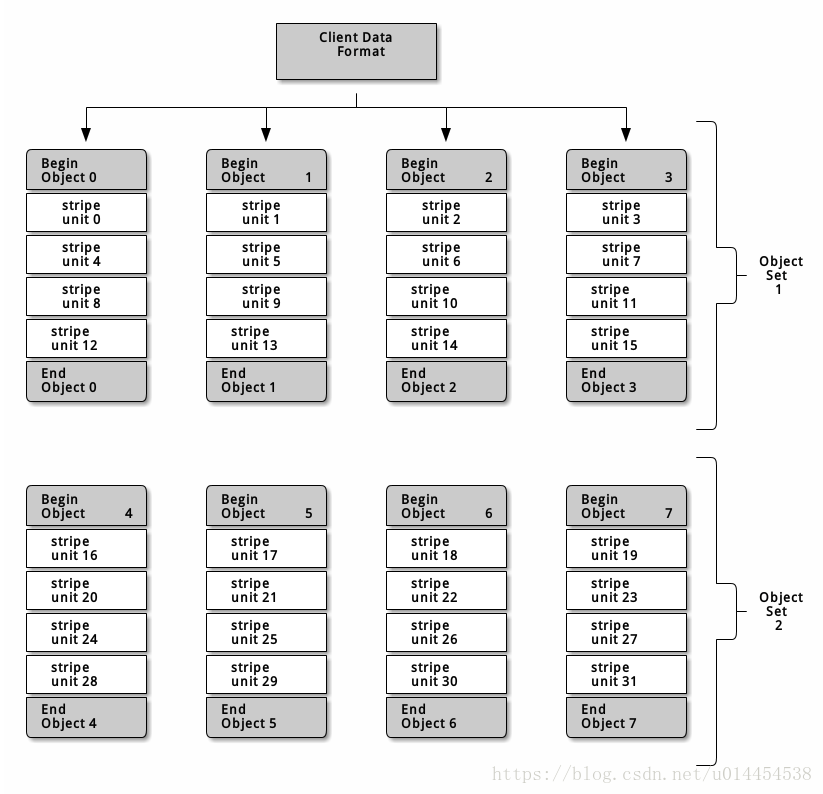 Client Data
Format
Begin
Object 0
stripe
unit 0
stripe
unit 4
stripe
unit 8
stripe
unit 12
End
Object 0
Begin
Object 1
stripe
unit 1
stripe
unit 5
stripe
unit 9
stripe
unit 13
End
Object 1
Begin
Object 2
stripe
unit 2
stripe
unit 6
stripe
unit 10
stripe
unit 14
End
Object 2
Begin
Object 3
stripe
unit 3
stripe
unit 7
stripe
unit 11
stripe
unit 15
End
Object 3
Object
Set
1
Begin
Object 4
stripe
unit 16
stripe
unit 20
stripe
unit 24
stripe
unit 28
End
Object 4
Begin
Object 5
stripe
unit 17
stripe
unit 21
stripe
unit 25
stripe
unit 29
End
Object 5
Begin
Object 6
stripe
unit 18
stripe
unit 22
stripe
unit 26
stripe
unit 30
End
Object 6
Begin
Object 7
stripe
unit 19
stripe
unit 23
stripe
unit 27
stripe
unit 31
End
Object 7
Object
Set
2
https://blog.csdn.net/u014454538